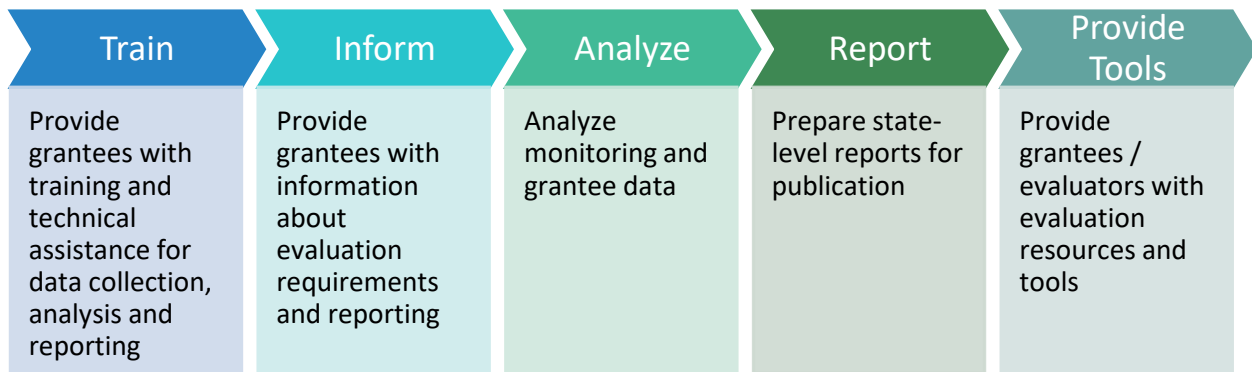 Train
Provide
grantees with
training and
technical
assistance for
data collection,
analysis and
reporting
Inform
Provide
grantees with
information
about
evaluation
requirements
and reporting
Analyze
Analyze
monitoring and
grantee data
Report
Prepare state-
level reports for
publication
Provide
Tools
Provide
grantees /
evaluators with
evaluation
resources and
tools